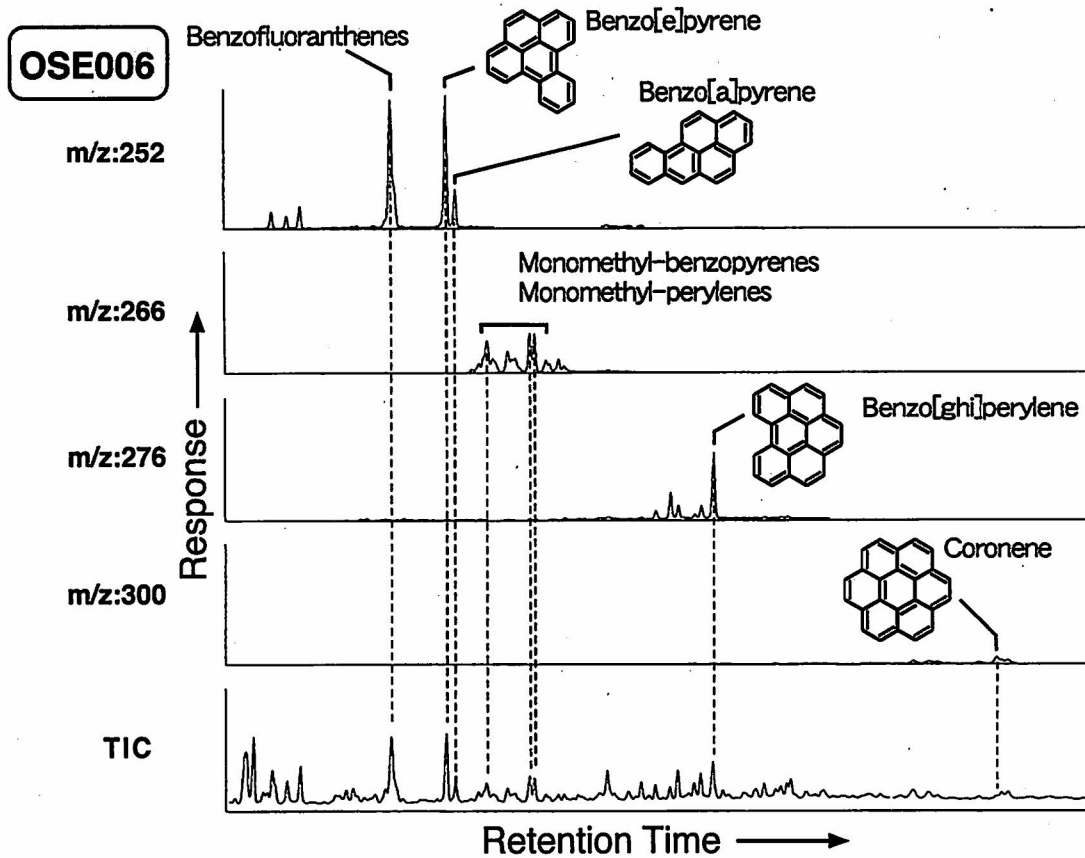 OSE006
Benzofluoranthenes
Benzo[e]pyrene
Benzo[a]pyrene
m/z:252
Monomethyl-benzopyrenes
Monomethyl-perylenes
m/z:266
Benzo[ghi]perylene
m/z:276
Coronene
m/z:300
TIC
Response
Retention Time